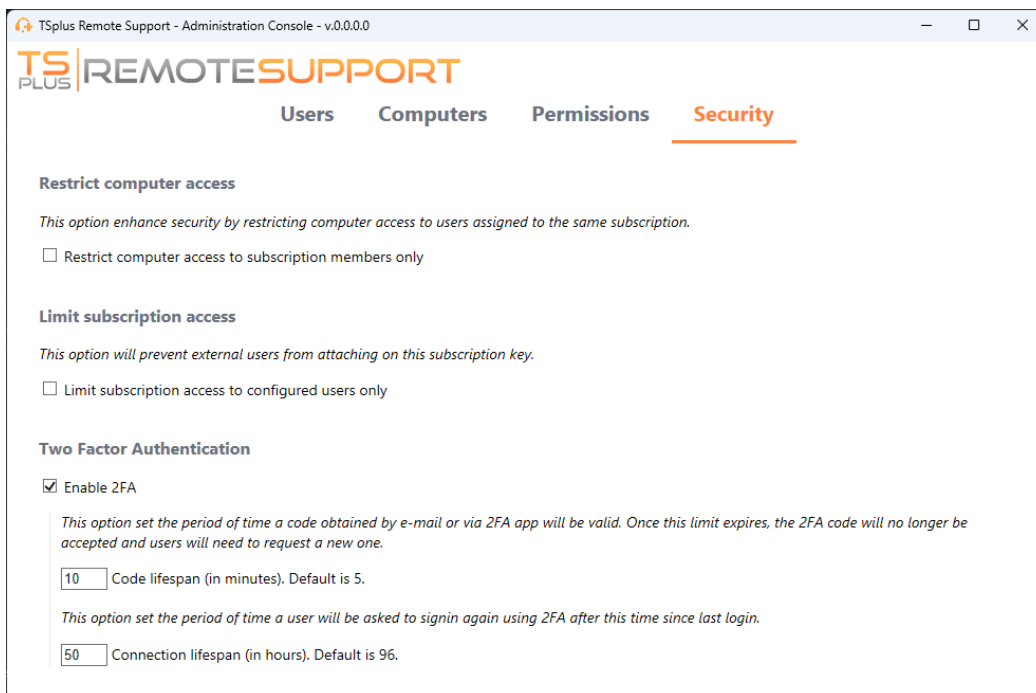 TSplus Remote Support - Administration Console - v.0.0.0.0
TS PLUS REMOTESUPPORT
Users Computers Permissions Security
Restrict computer access
This option enhance security by restricting computer access to users assigned to the same subscription.
Restrict computer access to subscription members only
Limit subscription access
This option will prevent external users from attaching on this subscription key.
Limit subscription access to configured users only
Two Factor Authentication
Enable 2FA
This option set the period of time a code obtained by e-mail or via 2FA app will be valid. Once this limit expires, the 2FA code will no longer be
accepted and users will need to request a new one.
10 Code lifespan (in minutes). Default is 5.
This option set the period of time a user will be asked to signin again using 2FA after this time since last login.
50 Connection lifespan (in hours). Default is 96.